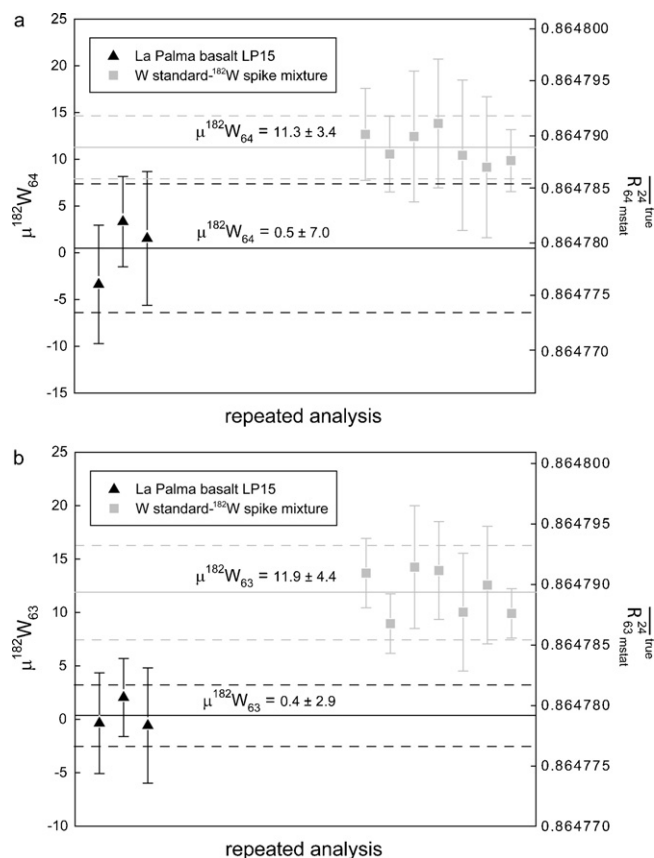 a
25
20
15
10
5
0
-5
-10
-15
μ¹⁸²W₆₄
▲ La Palma basalt LP15
■ W standard-¹⁸²W spike mixture
μ¹⁸²W₆₄ = 11.3 ± 3.4
μ¹⁸²W₆₄ = 0.5 ± 7.0
0.864800
0.864795
0.864790
0.864785
0.864780
0.864775
0.864770
R 24 true 64 mstat
repeated analysis
b
25
20
15
10
5
0
-5
-10
μ¹⁸²W₆₃
▲ La Palma basalt LP15
■ W standard-¹⁸²W spike mixture
μ¹⁸²W₆₃ = 11.9 ± 4.4
μ¹⁸²W₆₃ = 0.4 ± 2.9
0.864800
0.864795
0.864790
0.864785
0.864780
0.864775
0.864770
R 24 true 63 mstat
repeated analysis